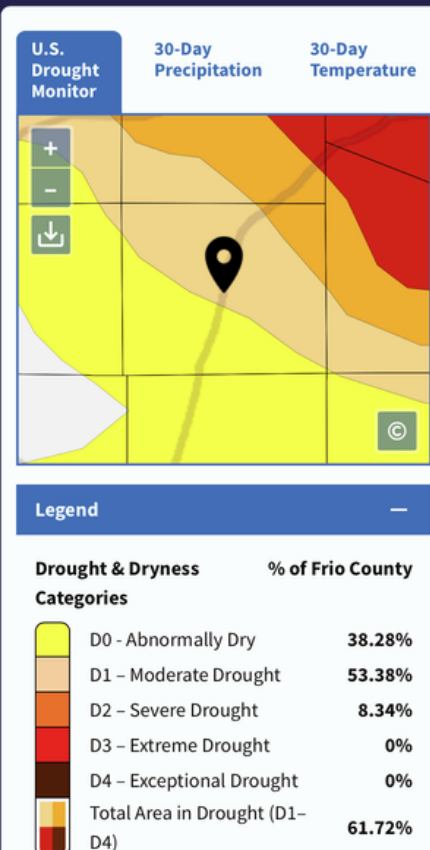 U.S.
Drought
Monitor
30-Day
Precipitation
30-Day
Temperature
+
−
©
Legend
−
Drought & Dryness
Categories
% of Frio County
D0 - Abnormally Dry 38.28%
D1 – Moderate Drought 53.38%
D2 – Severe Drought 8.34%
D3 – Extreme Drought 0%
D4 – Exceptional Drought 0%
Total Area in Drought (D1–
D4) 61.72%